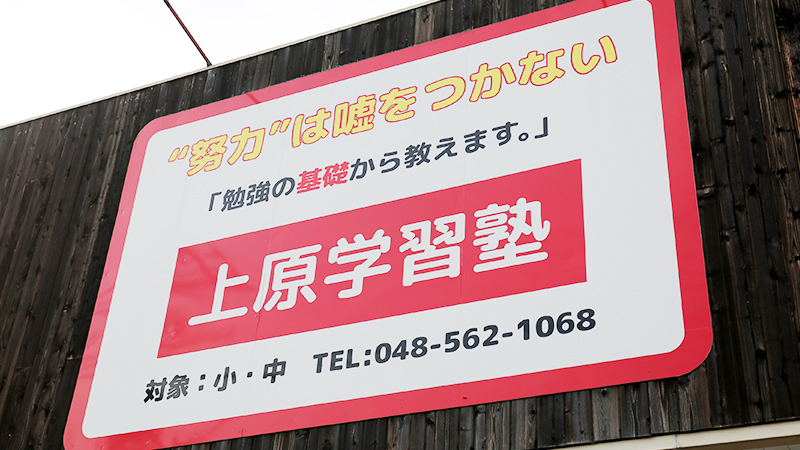 “努力”は嘘をつかない
「勉強の基礎から教えます。」
上原学習塾
対象：小・中　TEL:048-562-1068